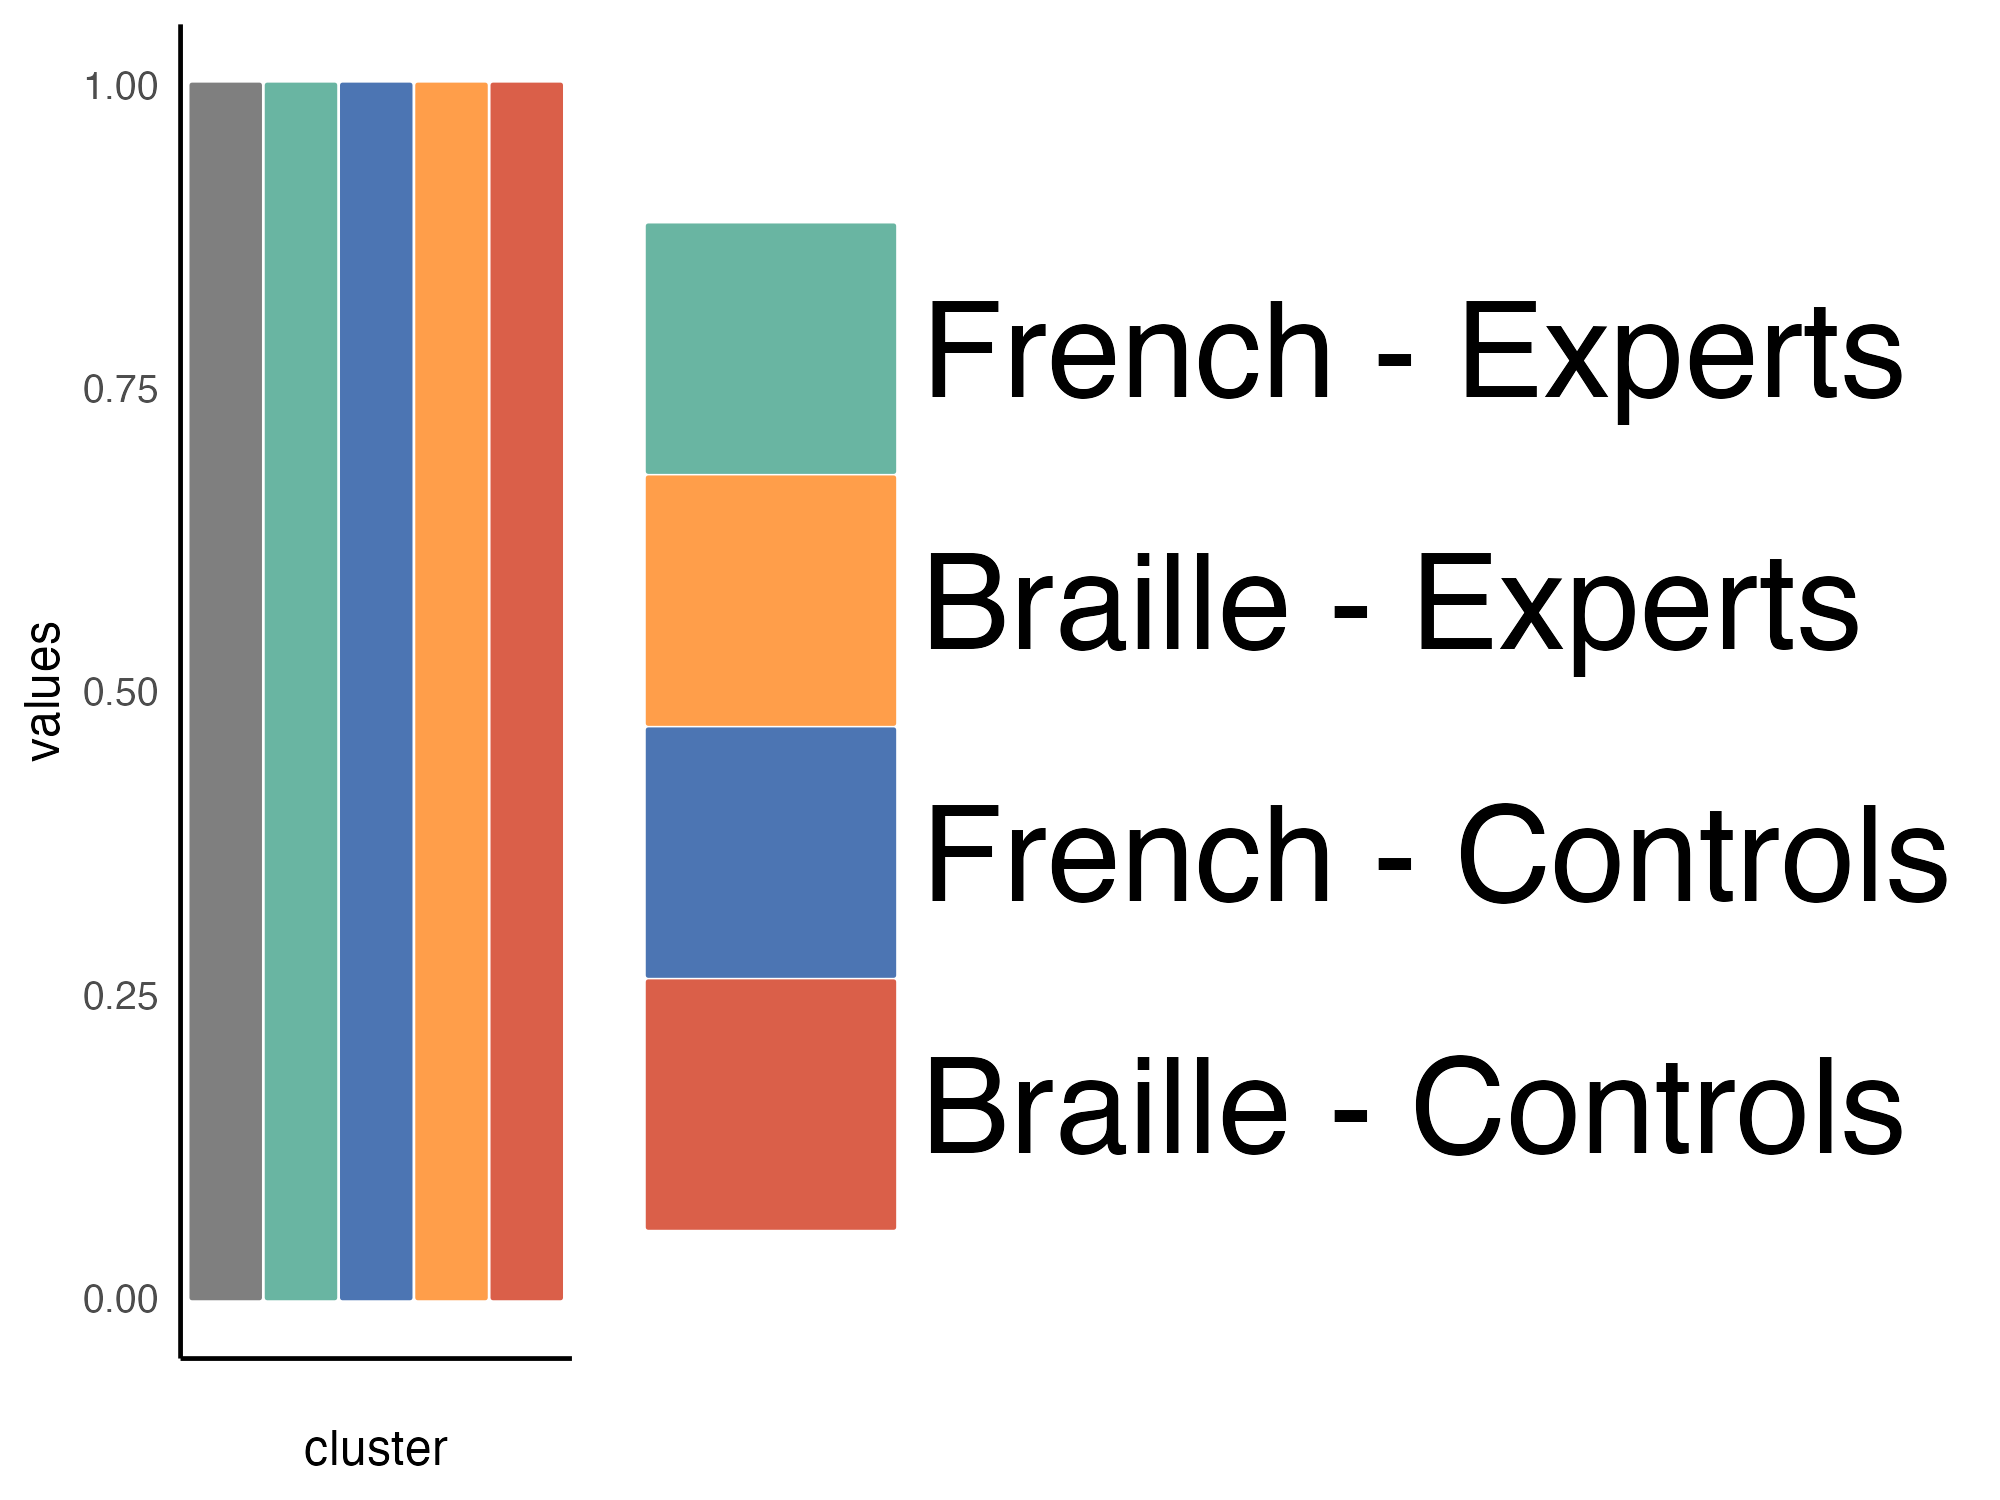 1.00
0.75
0.50
0.25
0.00
values
cluster
French - Experts
Braille - Experts
French - Controls
Braille - Controls